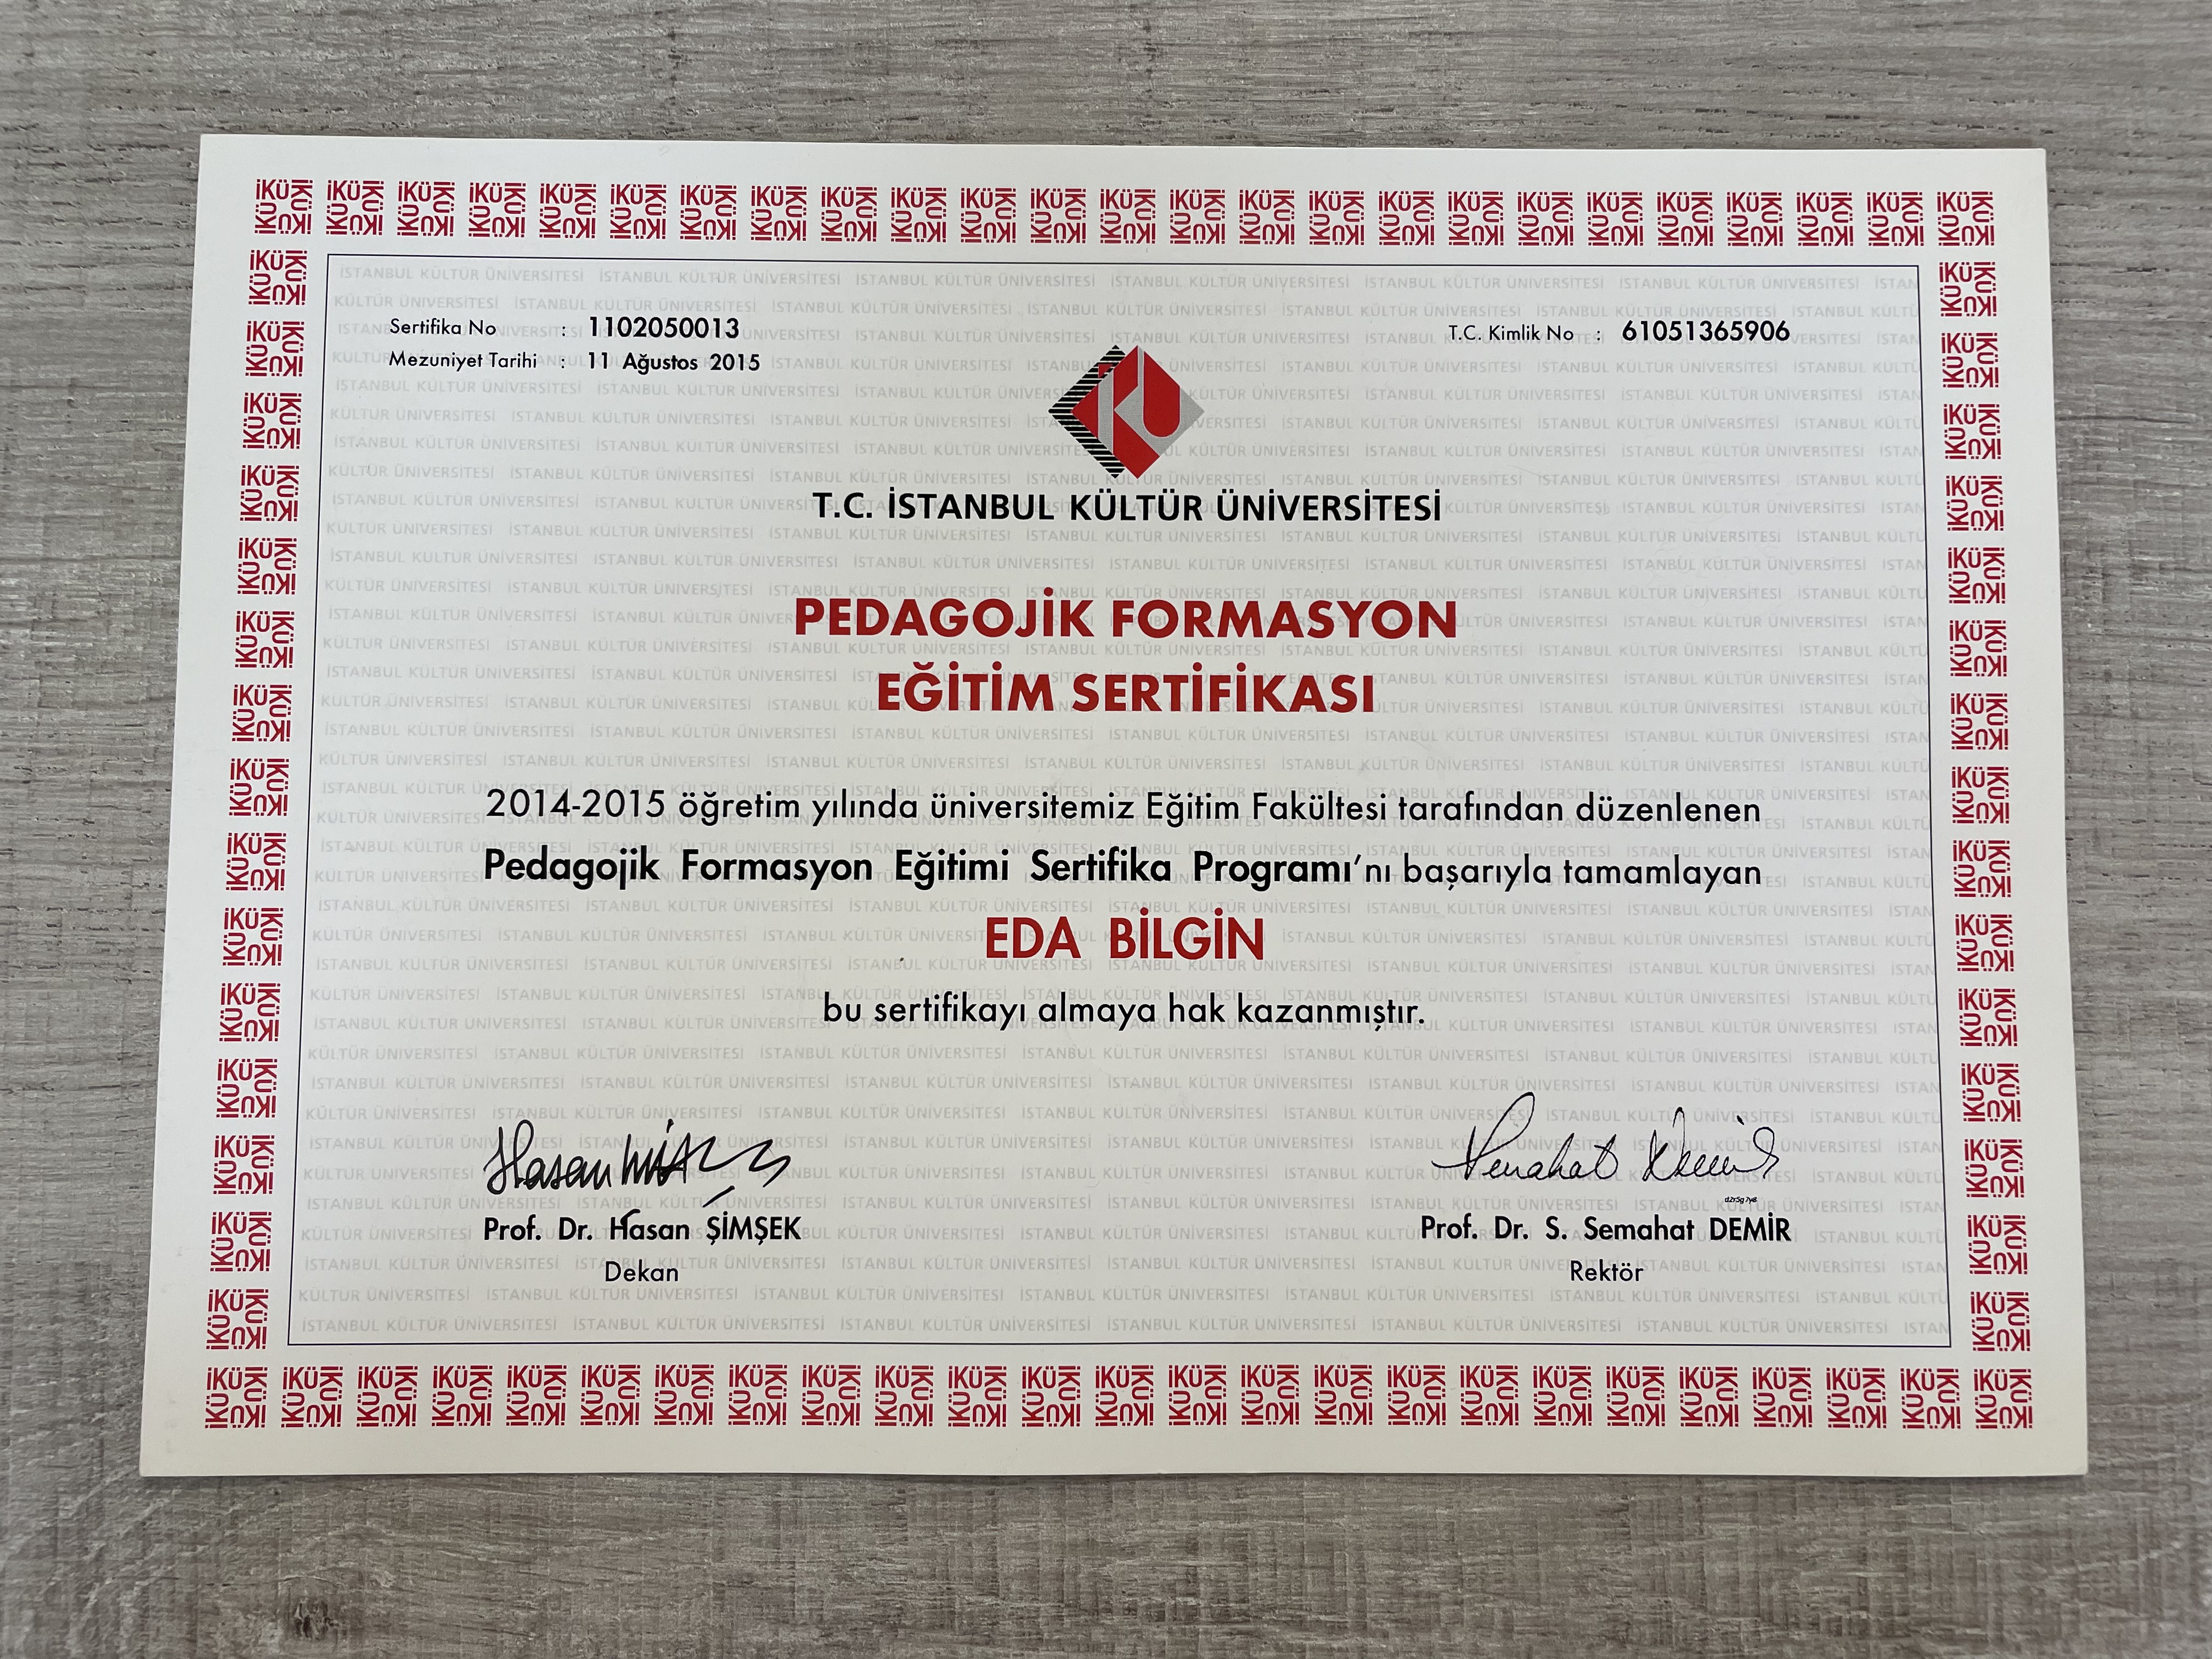 Sertifika No : 1102050013
Mezuniyet Tarihi : 11 Ağustos 2015
T.C. Kimlik No : 61051365906
T.C. İSTANBUL KÜLTÜR ÜNİVERSİTESİ
PEDAGOJİK FORMASYON
EĞİTİM SERTİFİKASI
2014-2015 öğretim yılında üniversitemiz Eğitim Fakültesi tarafından düzenlenen
Pedagojik Formasyon Eğitimi Sertifika Programı'nı başarıyla tamamlayan
EDA BİLGİN
bu sertifikayı almaya hak kazanmıştır.
Prof. Dr. Hasan ŞİMŞEK
Dekan
Prof. Dr. S. Semahat DEMİR
Rektör